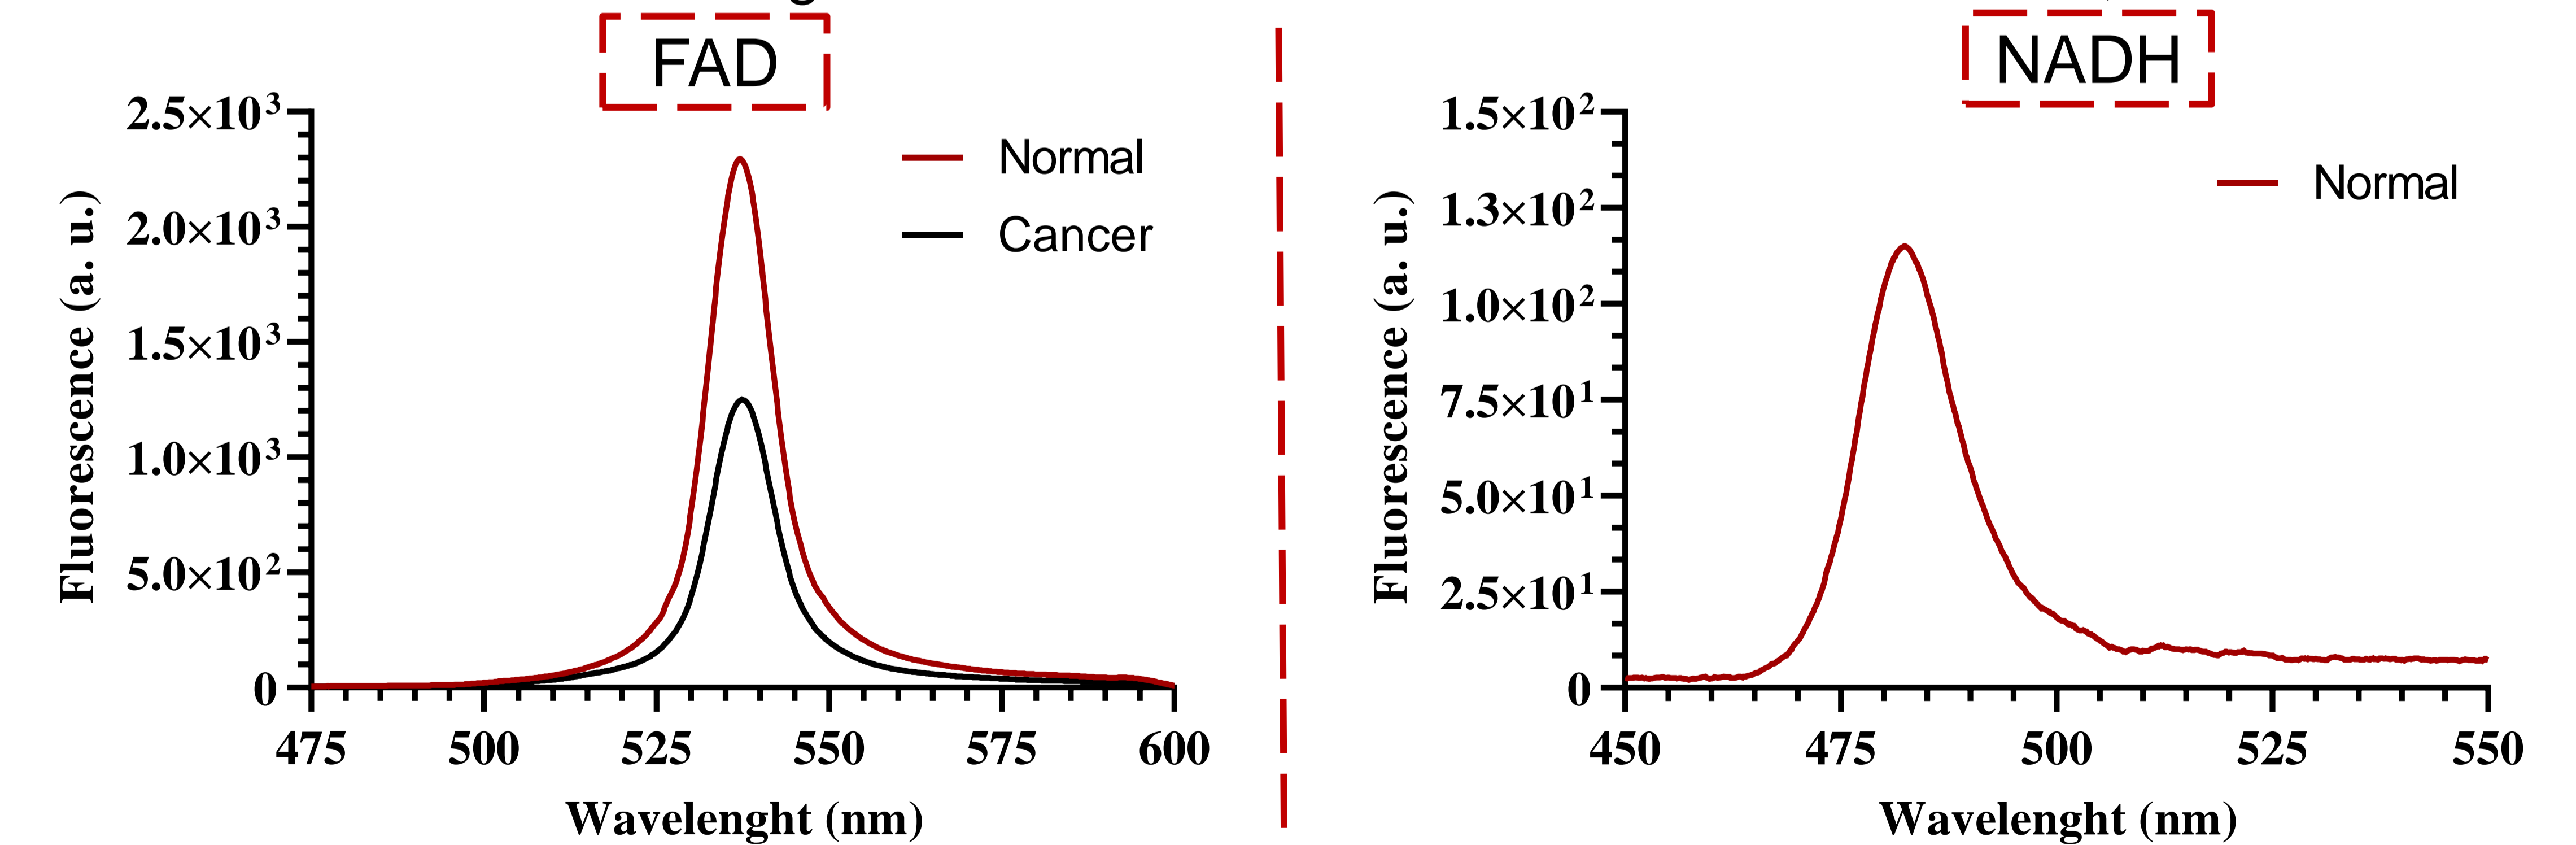 FAD
2.5×10³
2.0×10³
1.5×10³
1.0×10³
5.0×10²
0
Fluorescence (a. u.)
Normal
Cancer
475 500 525 550 575 600
Wavelenght (nm)
NADH
1.5×10²
1.3×10²
1.0×10²
7.5×10¹
5.0×10¹
2.5×10¹
0
Fluorescence (a. u.)
Normal
450 475 500 525 550
Wavelenght (nm)